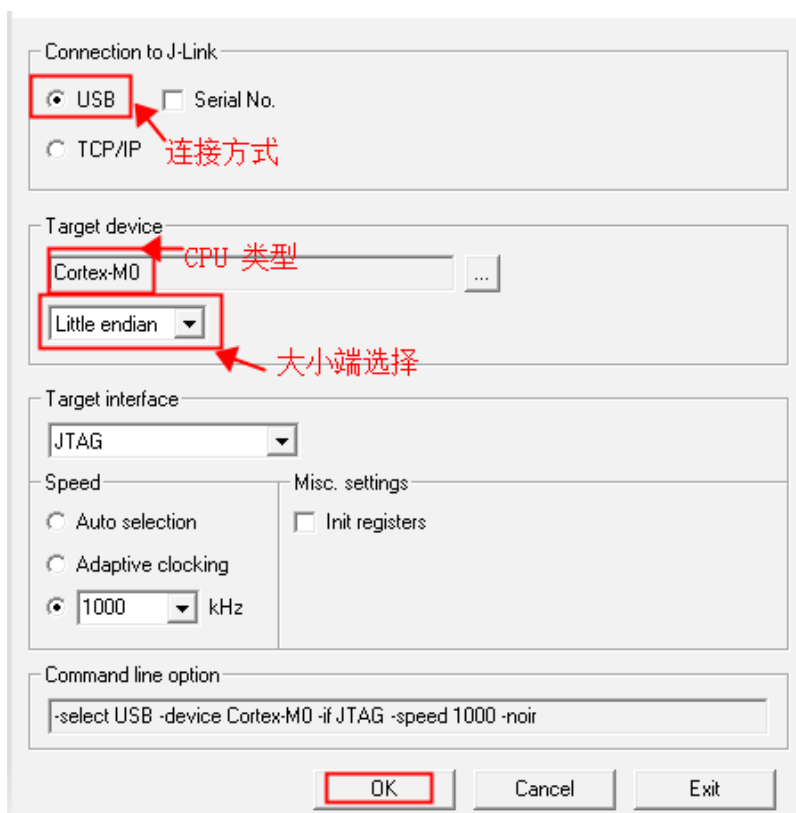 Connection to J-Link
USB Serial No.
TCP/IP 连接方式
Target device
CPU 类型
Cortex-M0 ...
Little endian
大小端选择
Target interface
JTAG
Speed Misc. settings
Auto selection Init registers
Adaptive clocking
1000 kHz
Command line option
-select USB -device Cortex-M0 -if JTAG -speed 1000 -noir
OK Cancel Exit